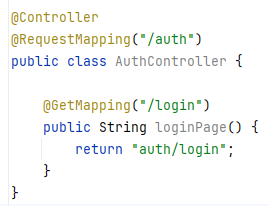 @Controller
@RequestMapping("/auth")
public class AuthController {
@GetMapping("/login")
public String loginPage() {
return "auth/login";
}
}